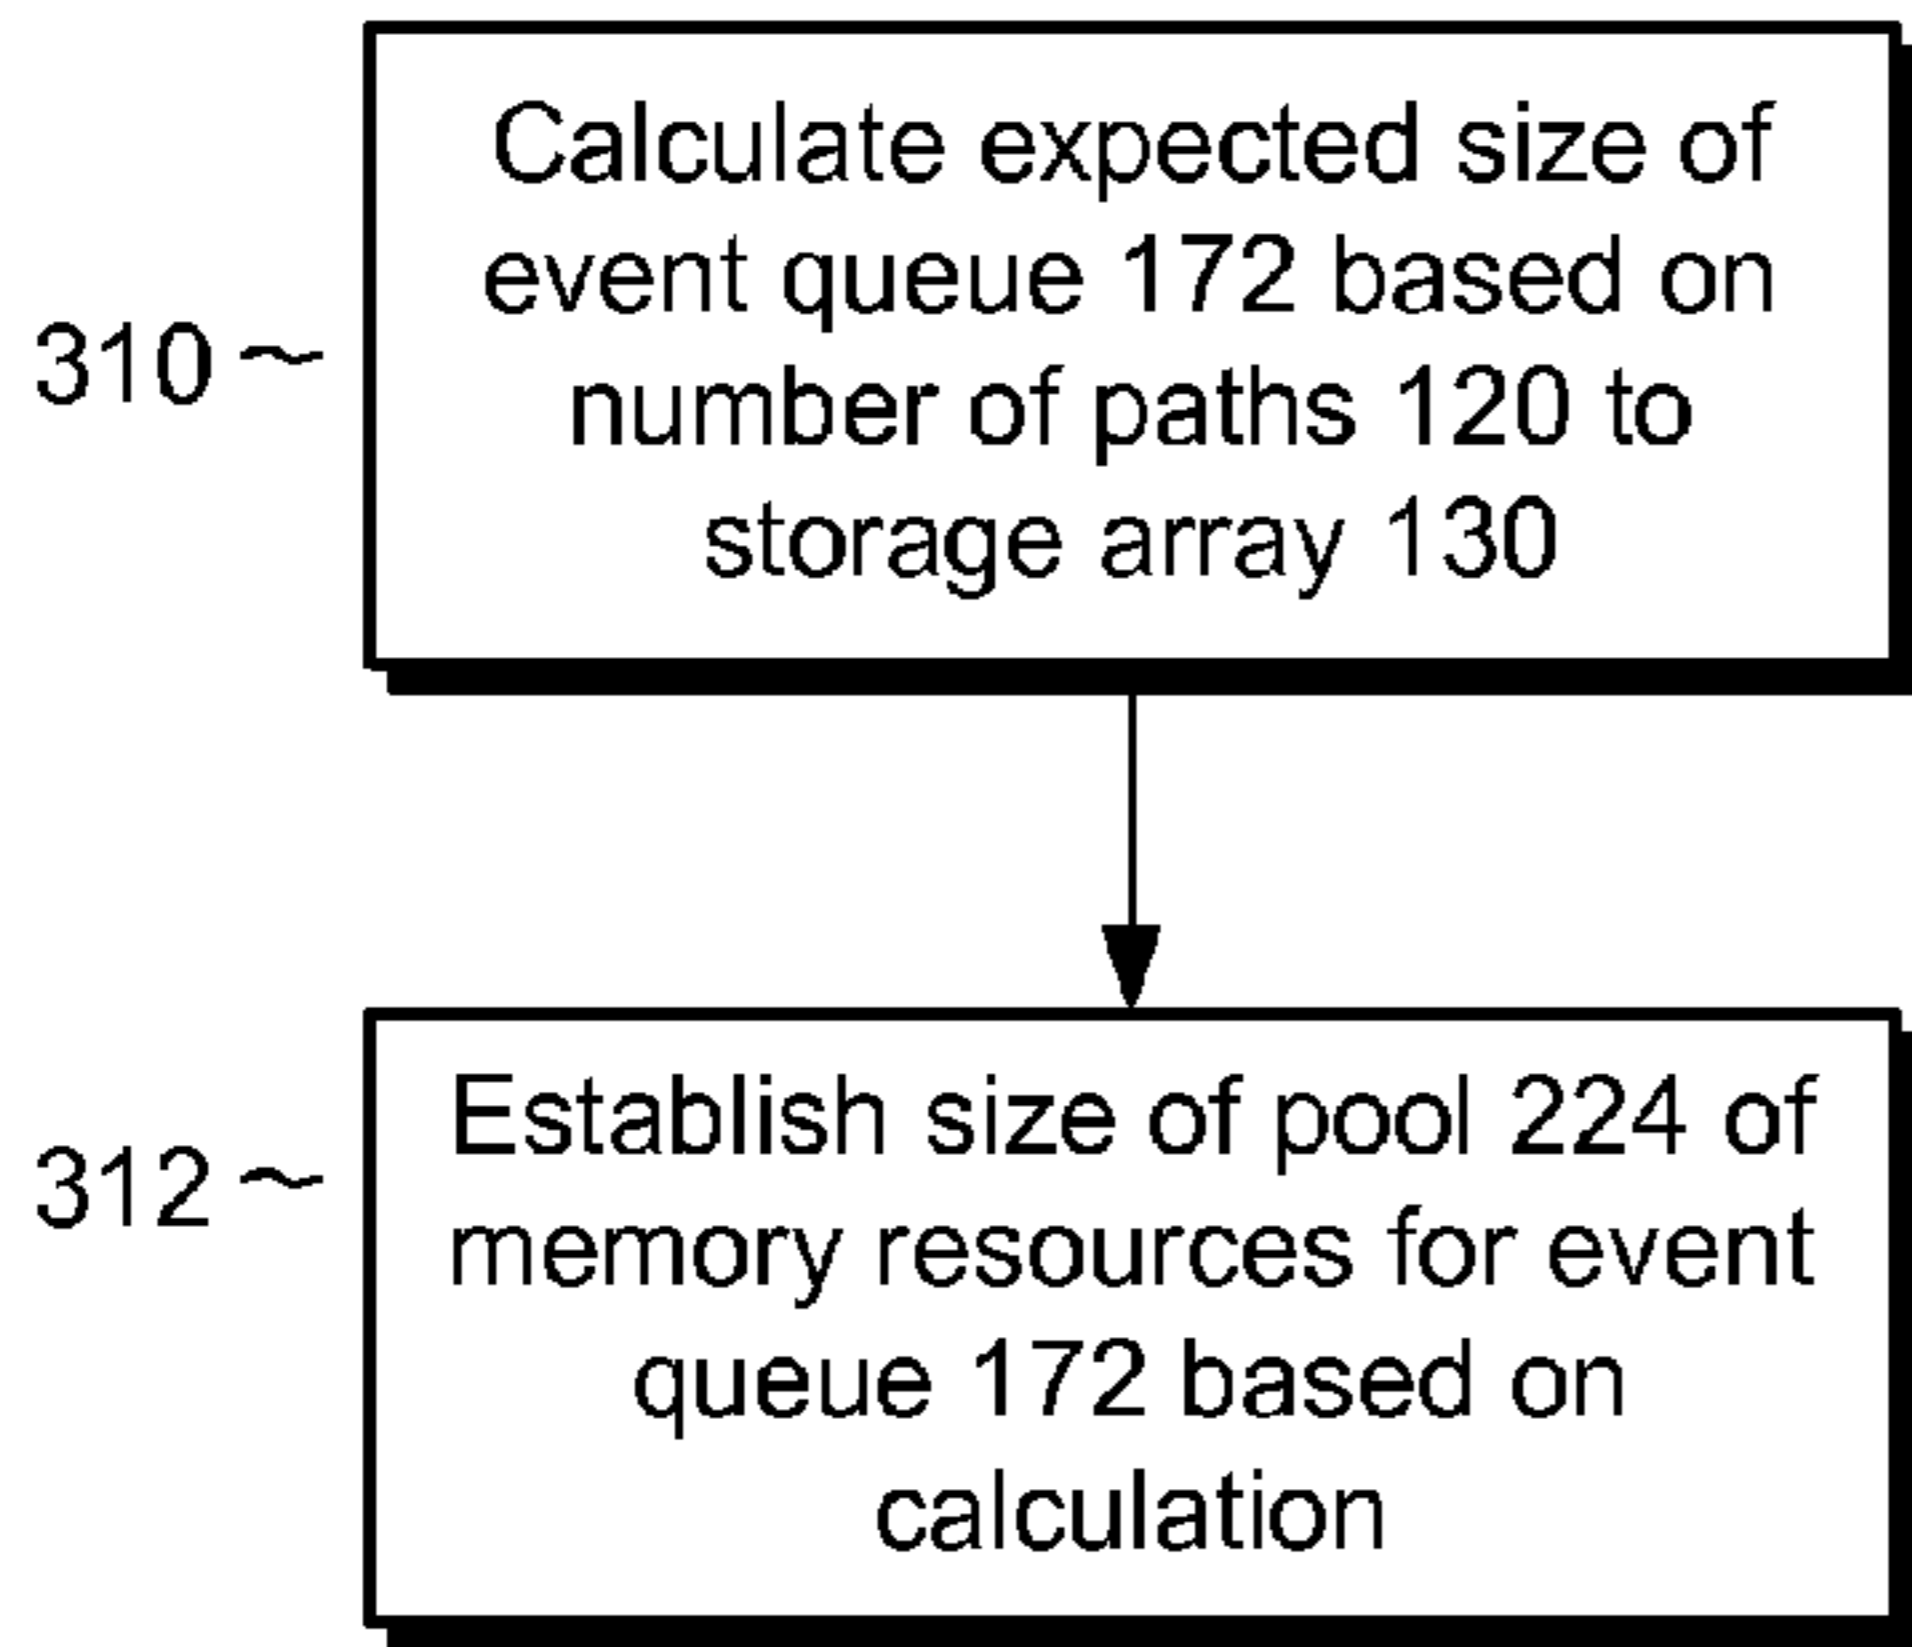 Calculate expected size of
event queue 172 based on
number of paths 120 to
storage array 130
310 ~
Establish size of pool 224 of
memory resources for event
queue 172 based on
calculation
312 ~